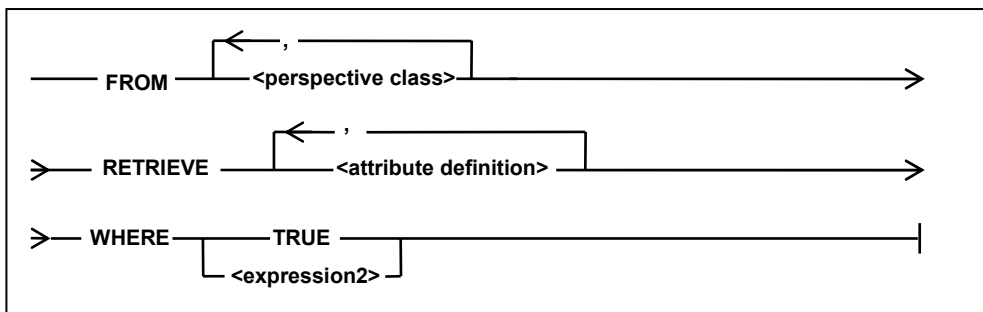 ,
FROM <perspective class>
,
RETRIEVE <attribute definition>
WHERE TRUE
<expression2>